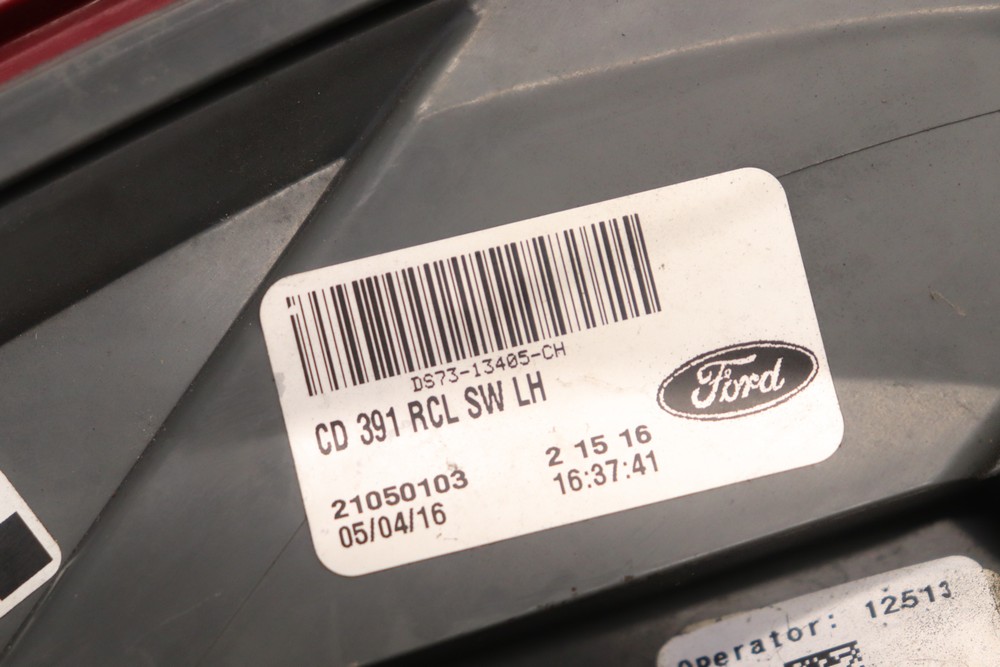 DS73-13405-CH
CD 391 RCL SW LH
Ford
21050103
2 15 16
05/04/16
16:37:41
Operator: 12513